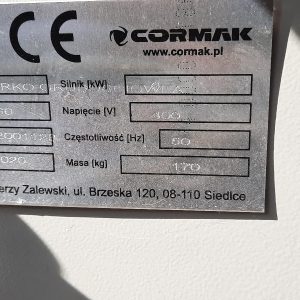 CE CORMAK
www.cormak.pl
Silnik [kW]
Napięcie [V] 400
Częstotliwość [Hz] 50
2020 Masa [kg] 170
erzy Zalewski, ul. Brzeska 120, 08-110 Siedlce